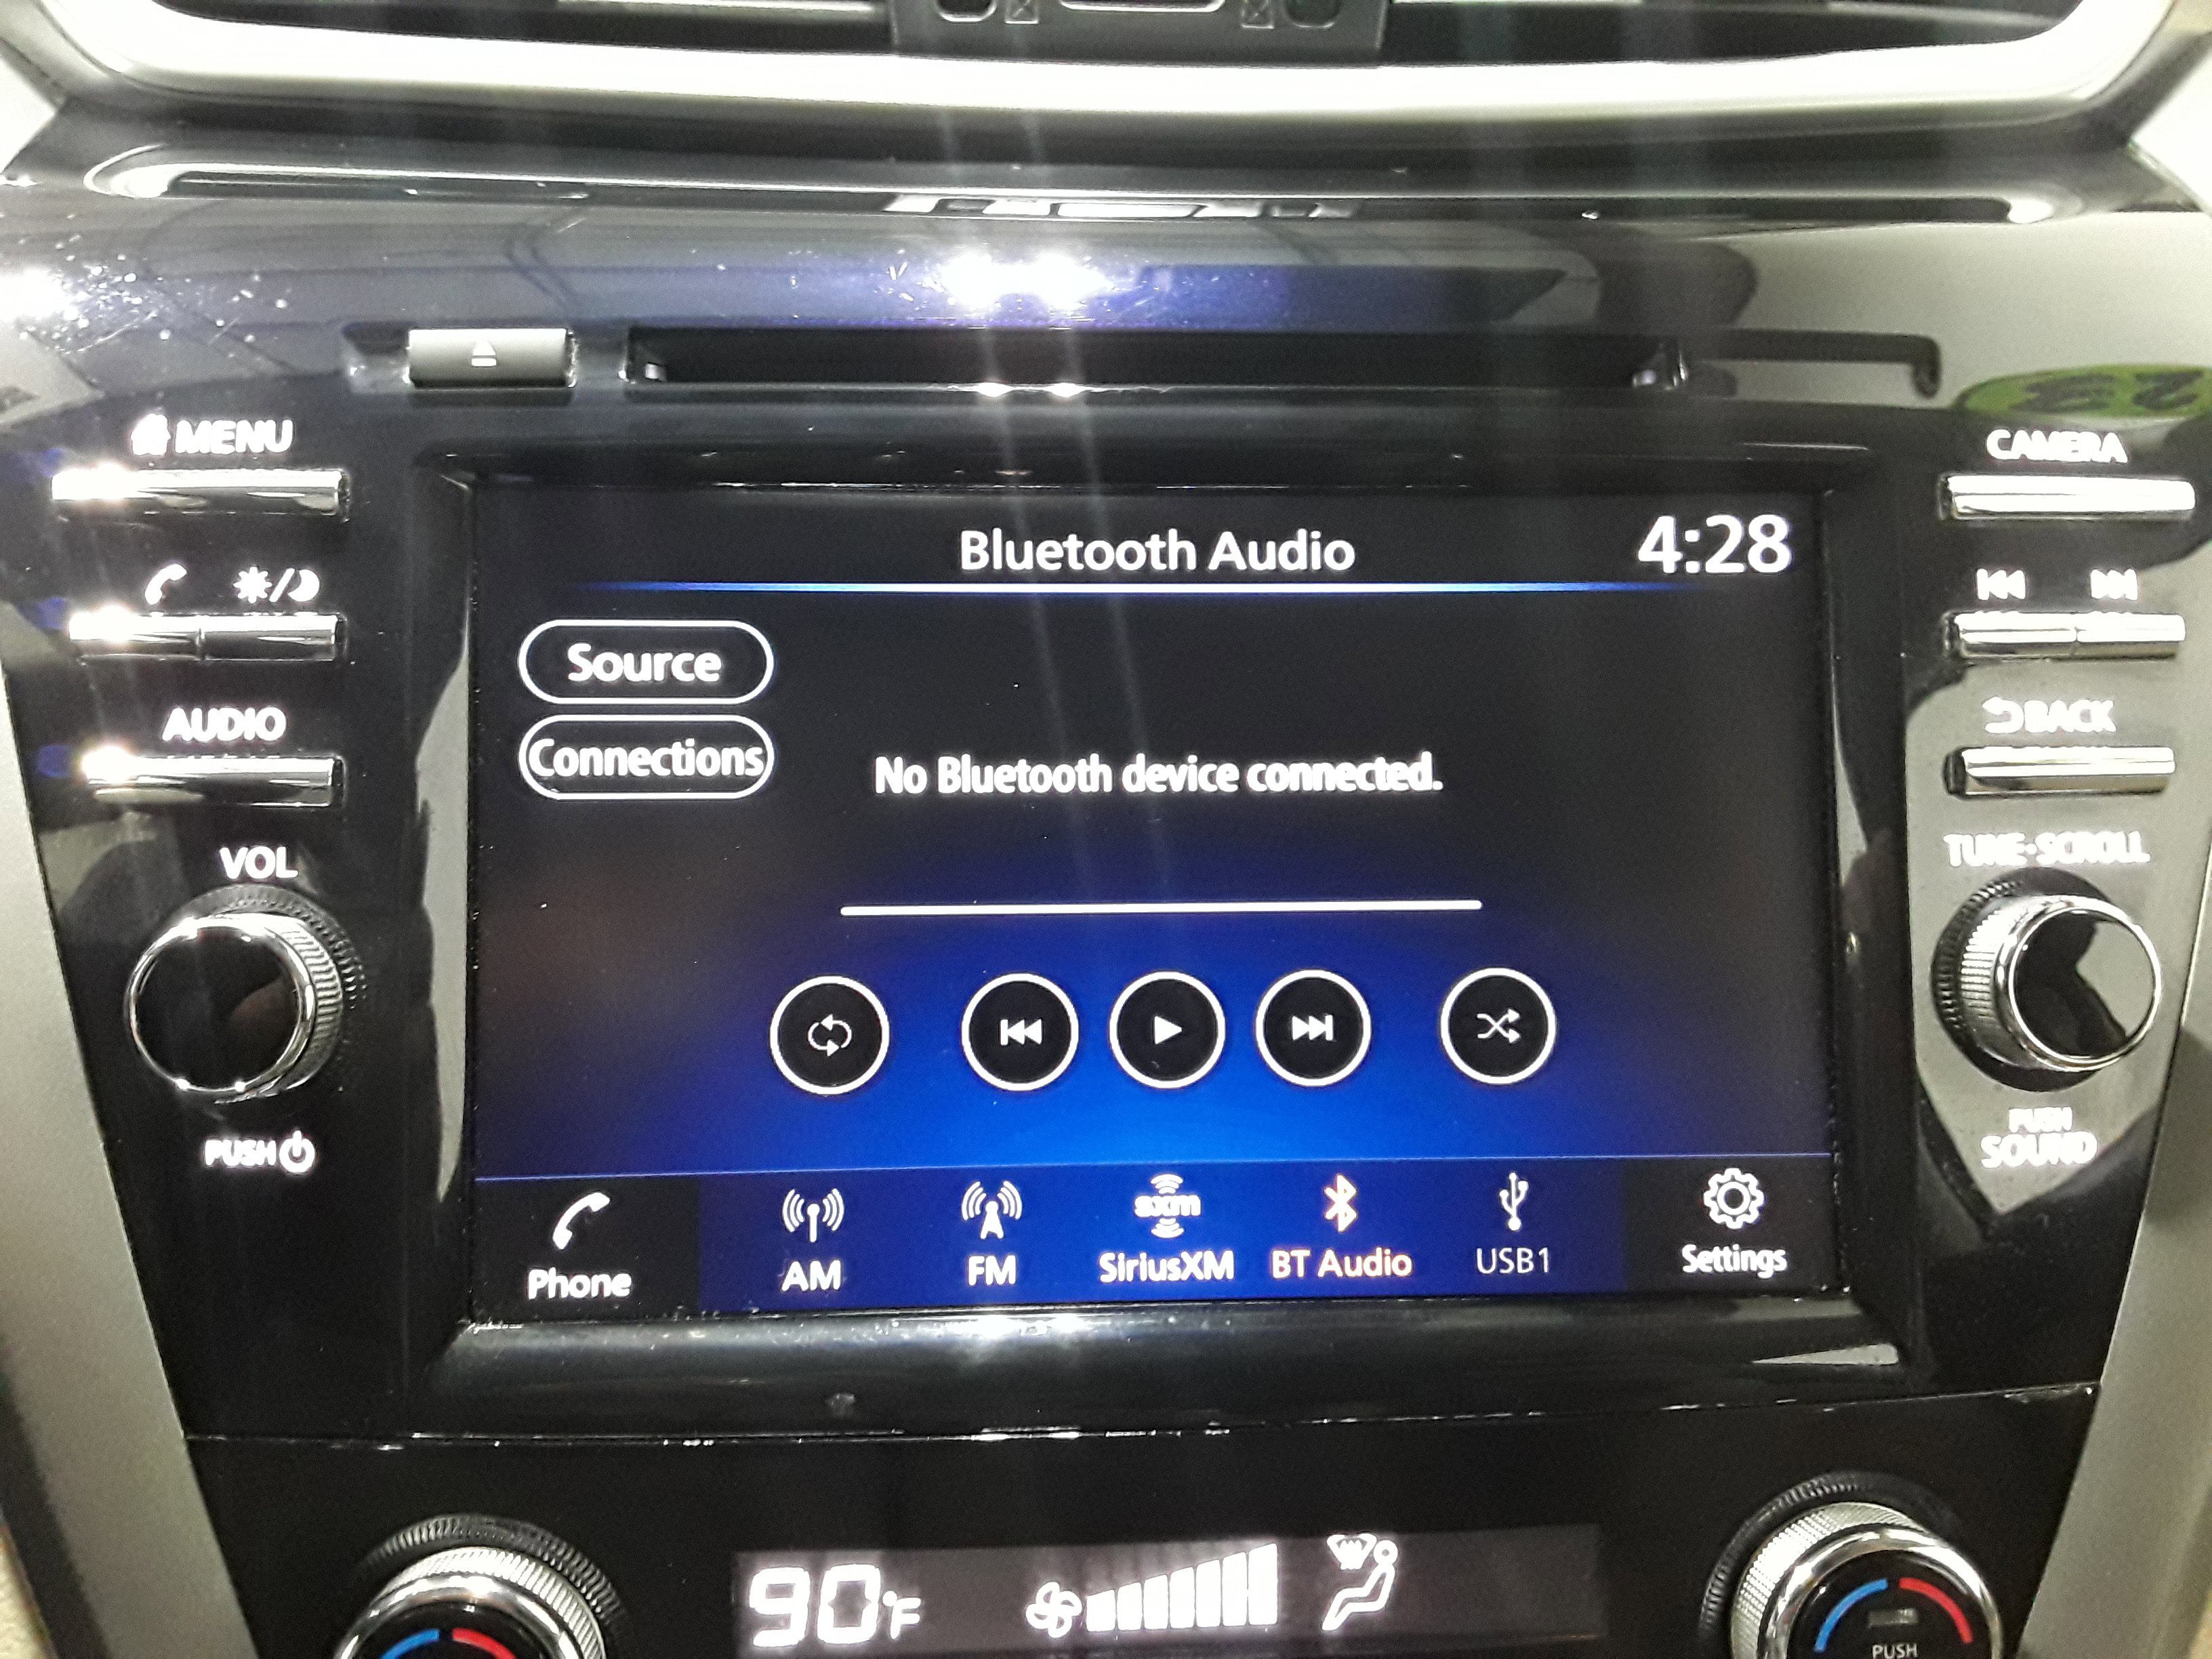 MENU
CAMERA
Bluetooth Audio
4:28
Source
AUDIO
BACK
Connections
No Bluetooth device connected.
VOL
TUNE·SCROLL
PUSH
PUSH
SOUND
Phone
AM
FM
sxm
SiriusXM
BT Audio
USB1
Settings
90°F
PUSH